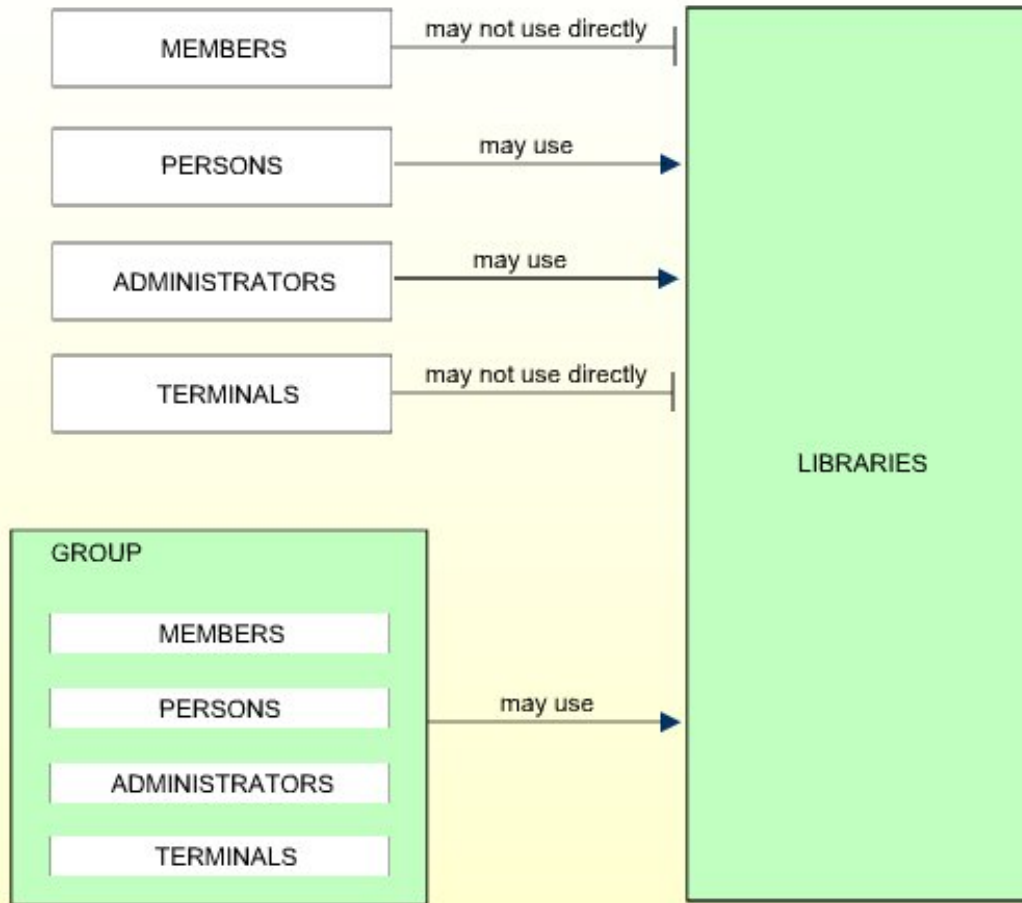 MEMBERS
may not use directly
PERSONS
may use
ADMINISTRATORS
may use
TERMINALS
may not use directly
LIBRARIES
GROUP
MEMBERS
PERSONS
may use
ADMINISTRATORS
TERMINALS